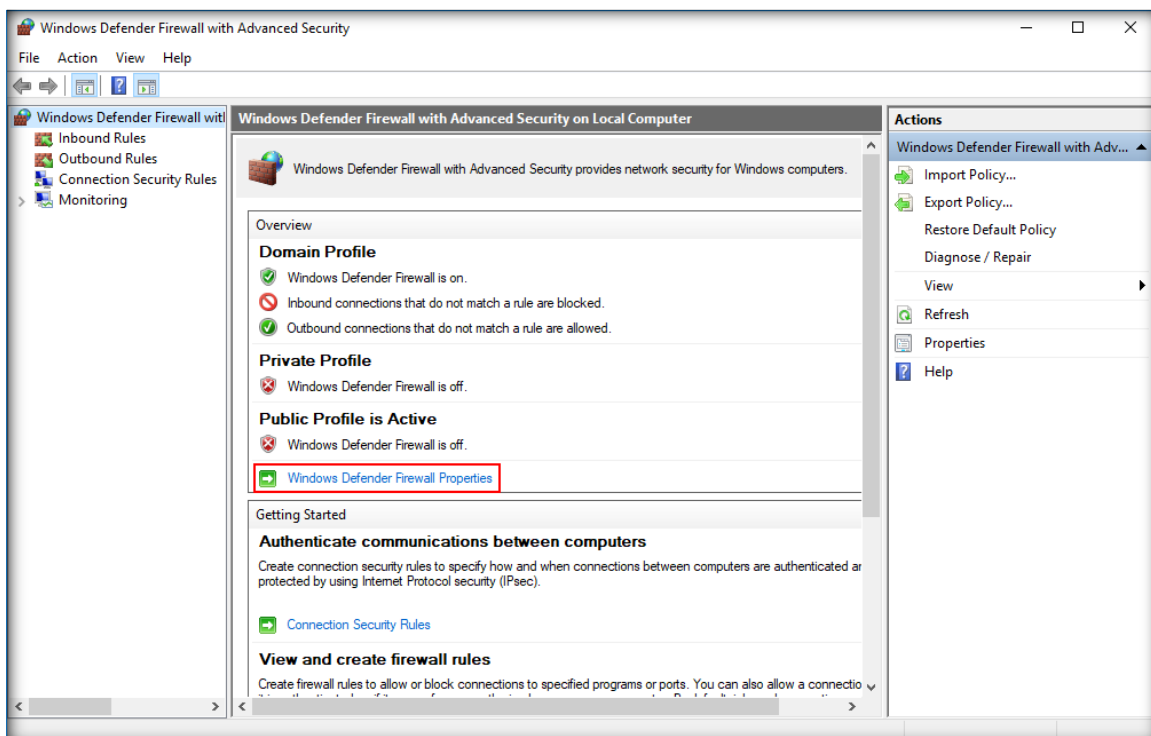 Windows Defender Firewall with Advanced Security
File Action View Help
Windows Defender Firewall witl
Inbound Rules
Outbound Rules
Connection Security Rules
Monitoring
Windows Defender Firewall with Advanced Security on Local Computer
Windows Defender Firewall with Advanced Security provides network security for Windows computers.
Overview
Domain Profile
Windows Defender Firewall is on.
Inbound connections that do not match a rule are blocked.
Outbound connections that do not match a rule are allowed.
Private Profile
Windows Defender Firewall is off.
Public Profile is Active
Windows Defender Firewall is off.
Windows Defender Firewall Properties
Getting Started
Authenticate communications between computers
Create connection security rules to specify how and when connections between computers are authenticated ar
protected by using Internet Protocol security (IPsec).
Connection Security Rules
View and create firewall rules
Create firewall rules to allow or block connections to specified programs or ports. You can also allow a connectio
Actions
Windows Defender Firewall with Adv...
Import Policy...
Export Policy...
Restore Default Policy
Diagnose / Repair
View
Refresh
Properties
Help